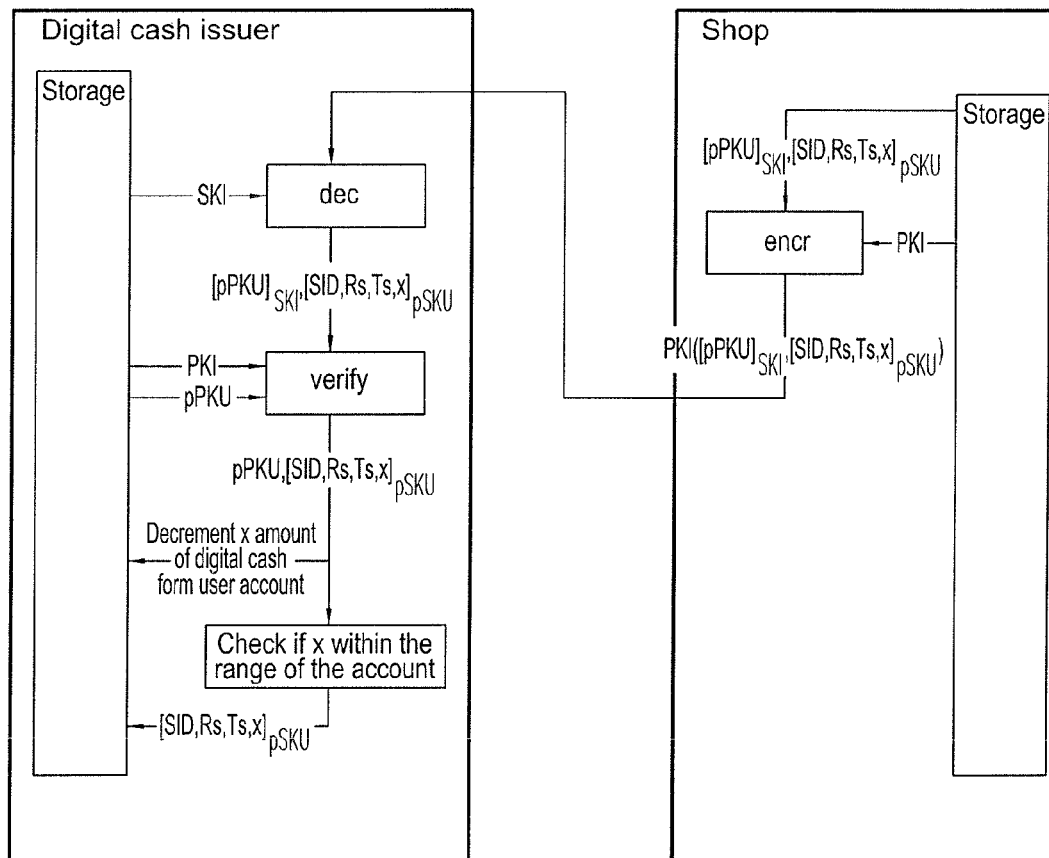 Digital cash issuer
Storage
SKI
dec
[pPKU]SKI,[SID,Rs,Ts,x]pSKU
PKI
pPKU
verify
pPKU,[SID,Rs,Ts,x]pSKU
Decrement x amount
of digital cash
form user account
Check if x within the
range of the account
[SID,Rs,Ts,x]pSKU
Shop
Storage
[pPKU]SKI,[SID,Rs,Ts,x]pSKU
encr
PKI
PKI([pPKU]SKI,[SID,Rs,Ts,x]pSKU)